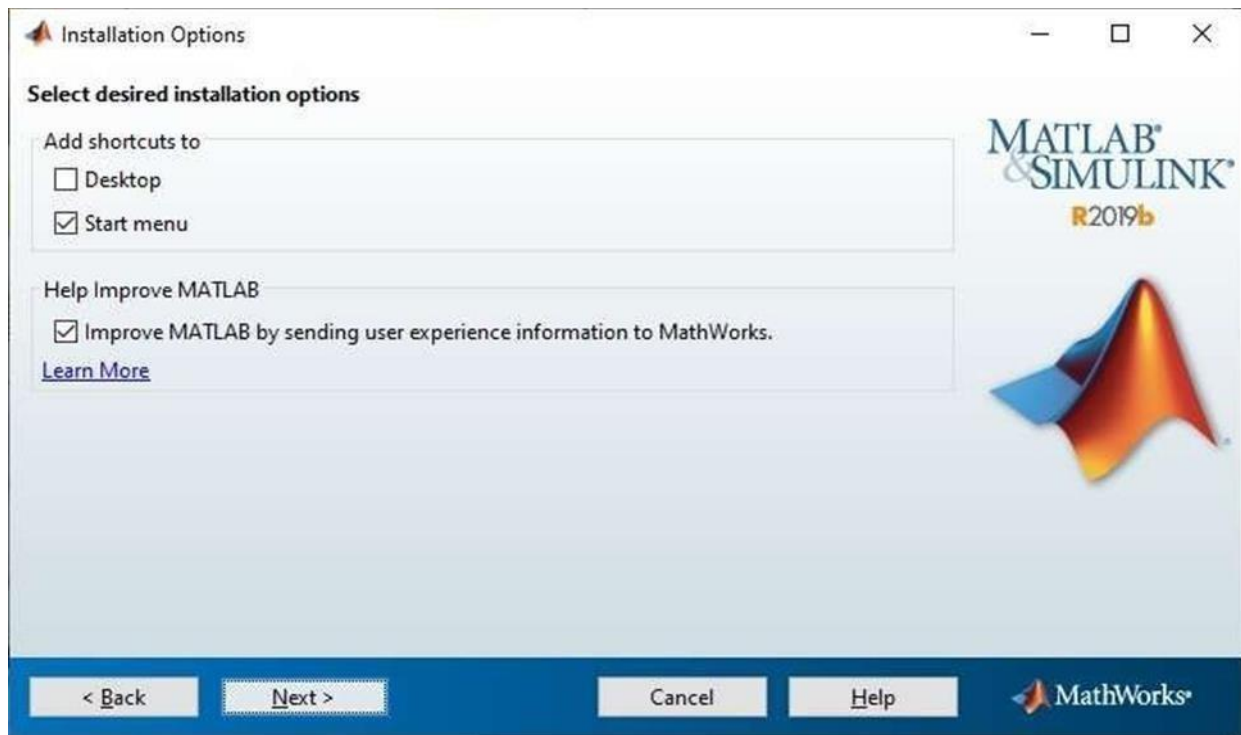 Installation Options
Select desired installation options
Add shortcuts to
Desktop
Start menu
Help Improve MATLAB
Improve MATLAB by sending user experience information to MathWorks.
Learn More
MATLAB®
&SIMULINK®
R2019b
< Back
Next >
Cancel
Help
MathWorks®